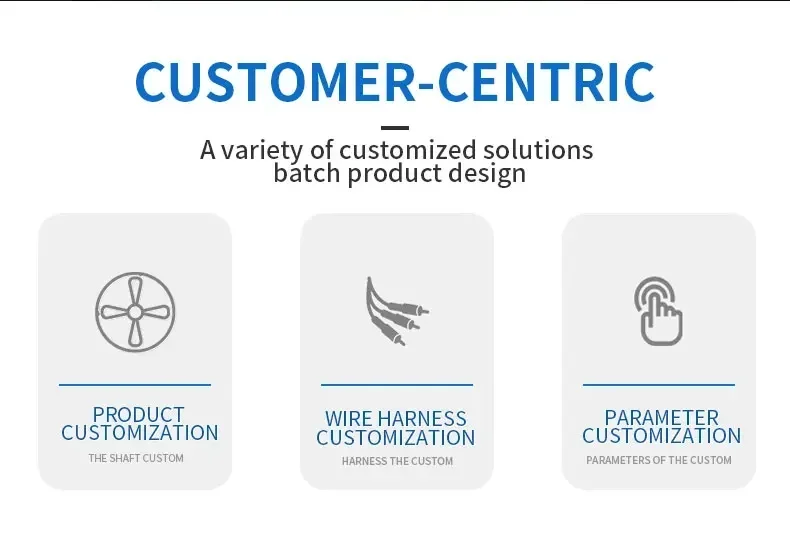 CUSTOMER-CENTRIC
A variety of customized solutions
batch product design
PRODUCT
CUSTOMIZATION
THE SHAFT CUSTOM
WIRE HARNESS
CUSTOMIZATION
HARNESS THE CUSTOM
PARAMETER
CUSTOMIZATION
PARAMETERS OF THE CUSTOM